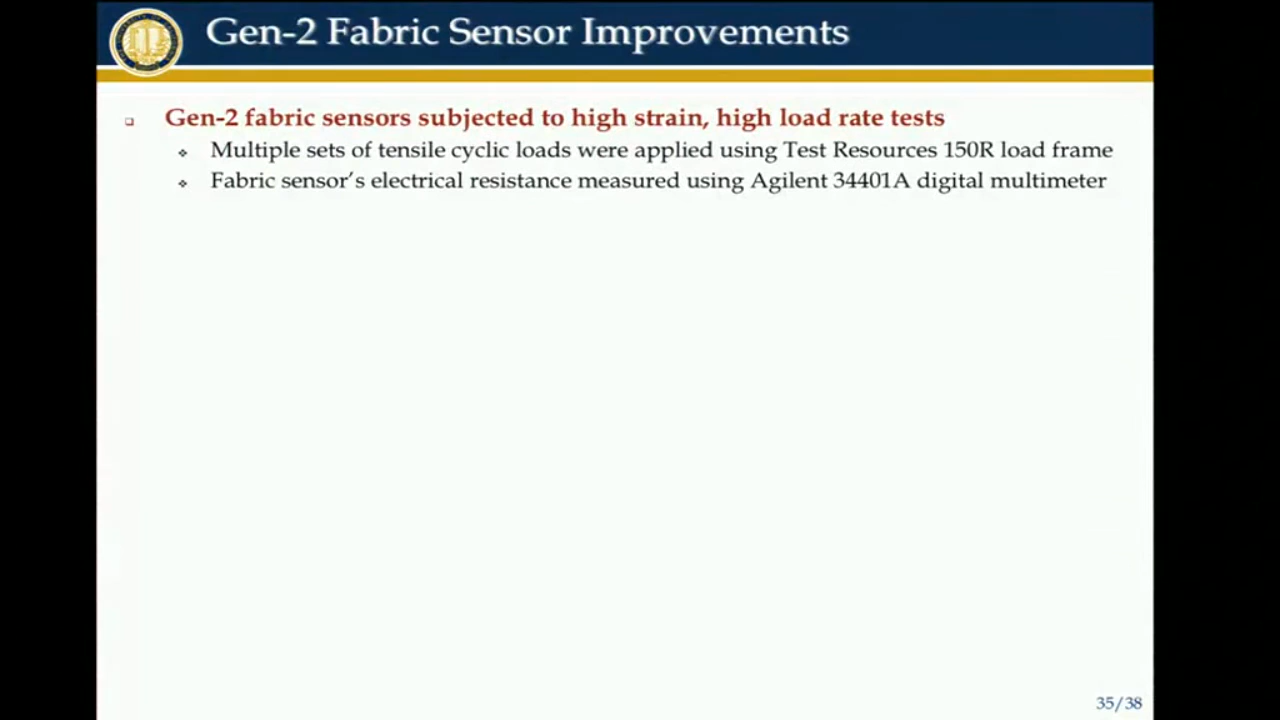 Gen-2 Fabric Sensor Improvements
Gen-2 fabric sensors subjected to high strain, high load rate tests
Multiple sets of tensile cyclic loads were applied using Test Resources 150R load frame
Fabric sensor's electrical resistance measured using Agilent 34401A digital multimeter
35/38